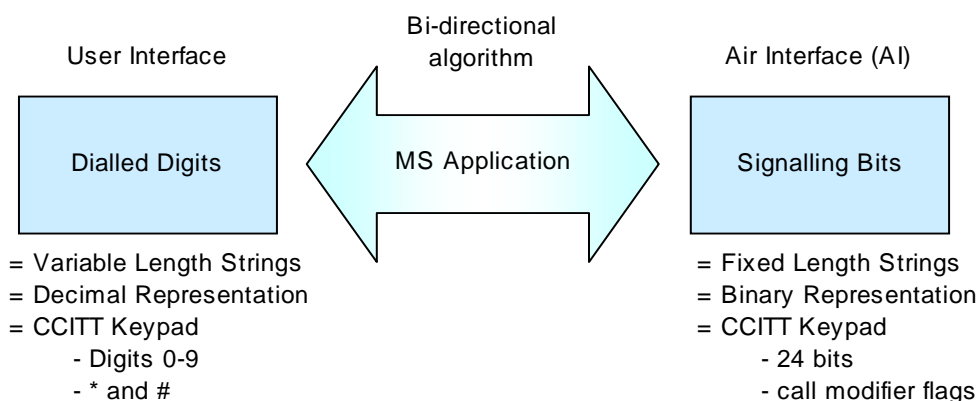 User Interface
Bi-directional
algorithm
Air Interface (AI)
Dialled Digits
MS Application
Signalling Bits
= Variable Length Strings
= Decimal Representation
= CCITT Keypad
- Digits 0-9
- * and #
= Fixed Length Strings
= Binary Representation
= CCITT Keypad
- 24 bits
- call modifier flags